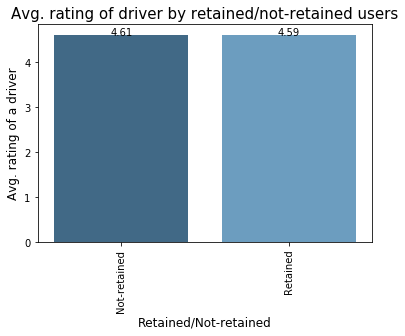 Avg. rating of driver by retained/not-retained users
4.61
4.59
Avg. rating of a driver
4
3
2
1
0
Not-retained
Retained
Retained/Not-retained